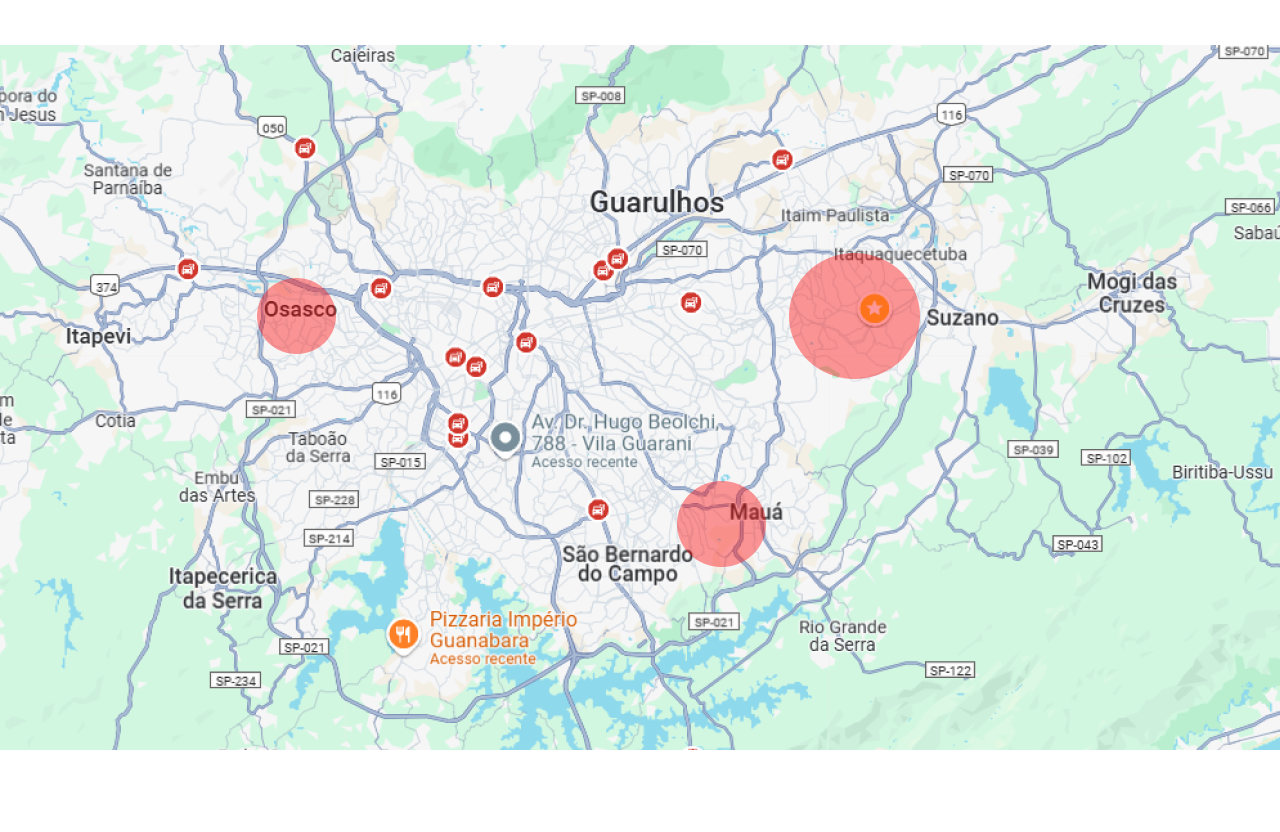 Caieiras
SP-070
SP-008
pora do
n Jesus
050
116
Santana de
Parnaíba
SP-070
Guarulhos
Itaim Paulista
SP-066
Sabaú
SP-070
Itaquaquecetuba
374
Osasco
Mogi das
Cruzes
Suzano
Itapevi
116
SP-021
Cotia
Av. Dr. Hugo Beolchi,
788 - Vila Guarani
Acesso recente
Taboão
da Serra
SP-015
SP-039
SP-102
Biritiba-Ussu
Embu
das Artes
SP-228
Mauá
SP-214
SP-043
São Bernardo
do Campo
Itapecerica
da Serra
Pizzaria Império
Guanabara
Acesso recente
SP-021
Rio Grande
da Serra
SP-021
SP-234
SP-122